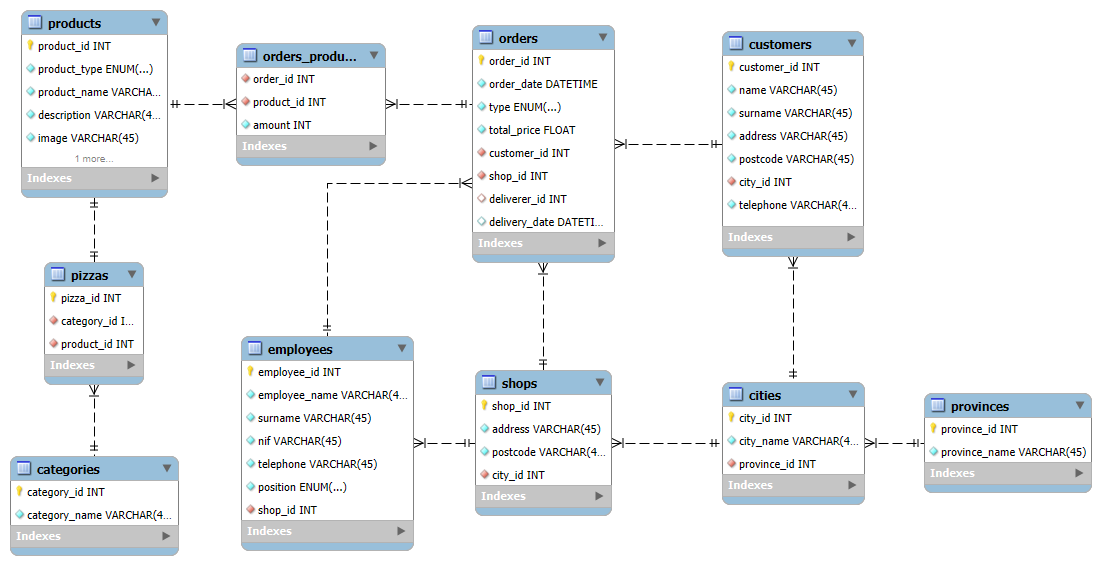 products
product_id INT
product_type ENUM(...)
product_name VARCHA...
description VARCHAR(4...
image VARCHAR(45)
1 more...
Indexes
orders_produ...
order_id INT
product_id INT
amount INT
Indexes
orders
order_id INT
order_date DATETIME
type ENUM(...)
total_price FLOAT
customer_id INT
shop_id INT
deliverer_id INT
delivery_date DATETI...
Indexes
customers
customer_id INT
name VARCHAR(45)
surname VARCHAR(45)
address VARCHAR(45)
postcode VARCHAR(45)
city_id INT
telephone VARCHAR(4...
Indexes
pizzas
pizza_id INT
category_id I...
product_id INT
Indexes
employees
employee_id INT
employee_name VARCHAR(4...
surname VARCHAR(45)
nif VARCHAR(45)
telephone VARCHAR(45)
position ENUM(...)
shop_id INT
Indexes
shops
shop_id INT
address VARCHAR(45)
postcode VARCHAR(4...
city_id INT
Indexes
cities
city_id INT
city_name VARCHAR(4...
province_id INT
Indexes
provinces
province_id INT
province_name VARCHAR(45)
Indexes
categories
category_id INT
category_name VARCHAR(4...
Indexes